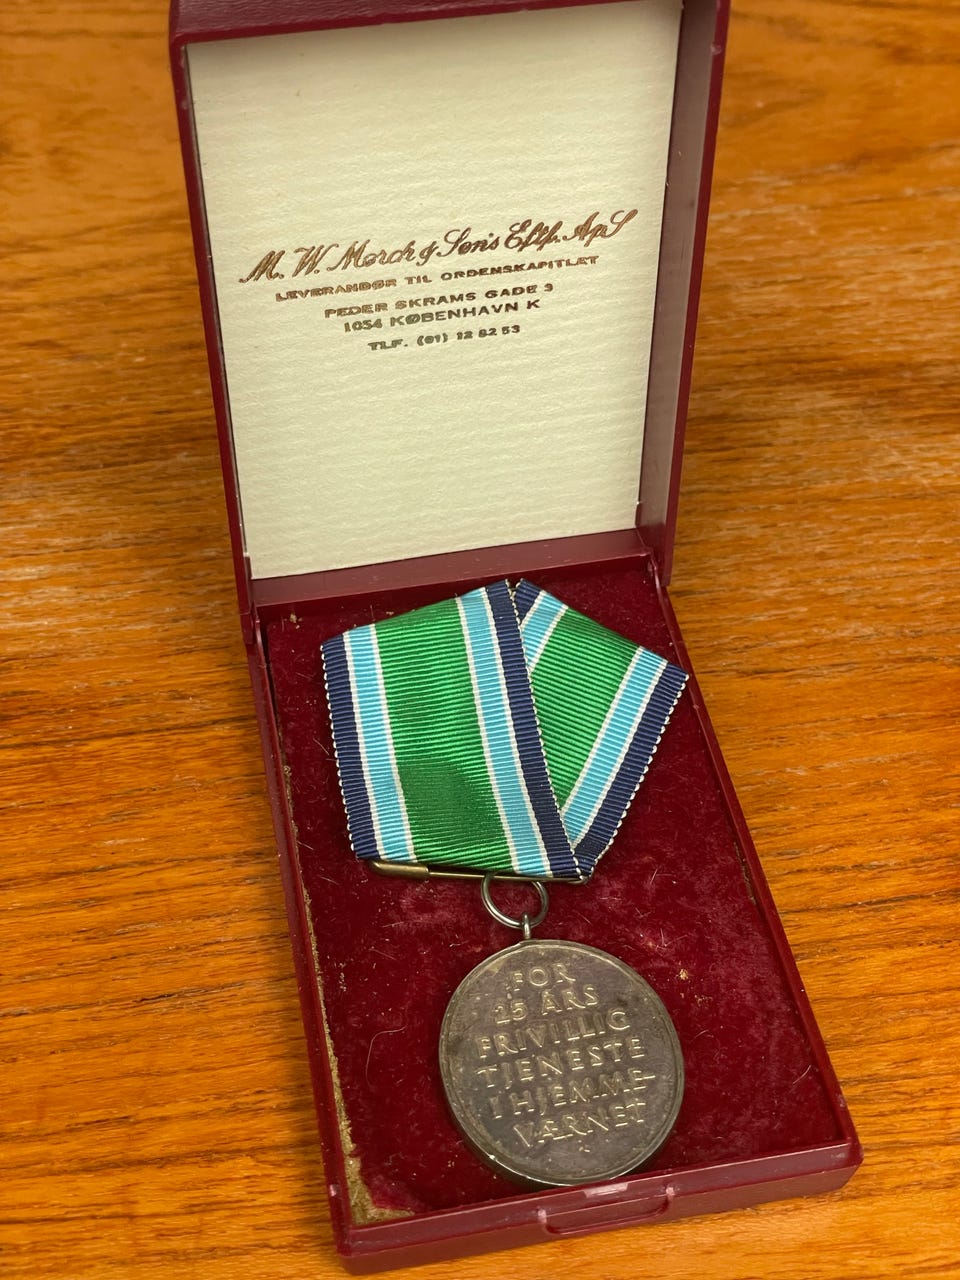 M. W. Mørch & Søn's Eftf. ApS
LEVERANDØR TIL ORDENSKAPITLET
PEDER SKRAMS GADE 3
1054 KØBENHAVN K
TLF. (01) 12 82 53
FOR
25 ÅRS
FRIVILLIG
TJENESTE
I HJEMME-
VÆRNET